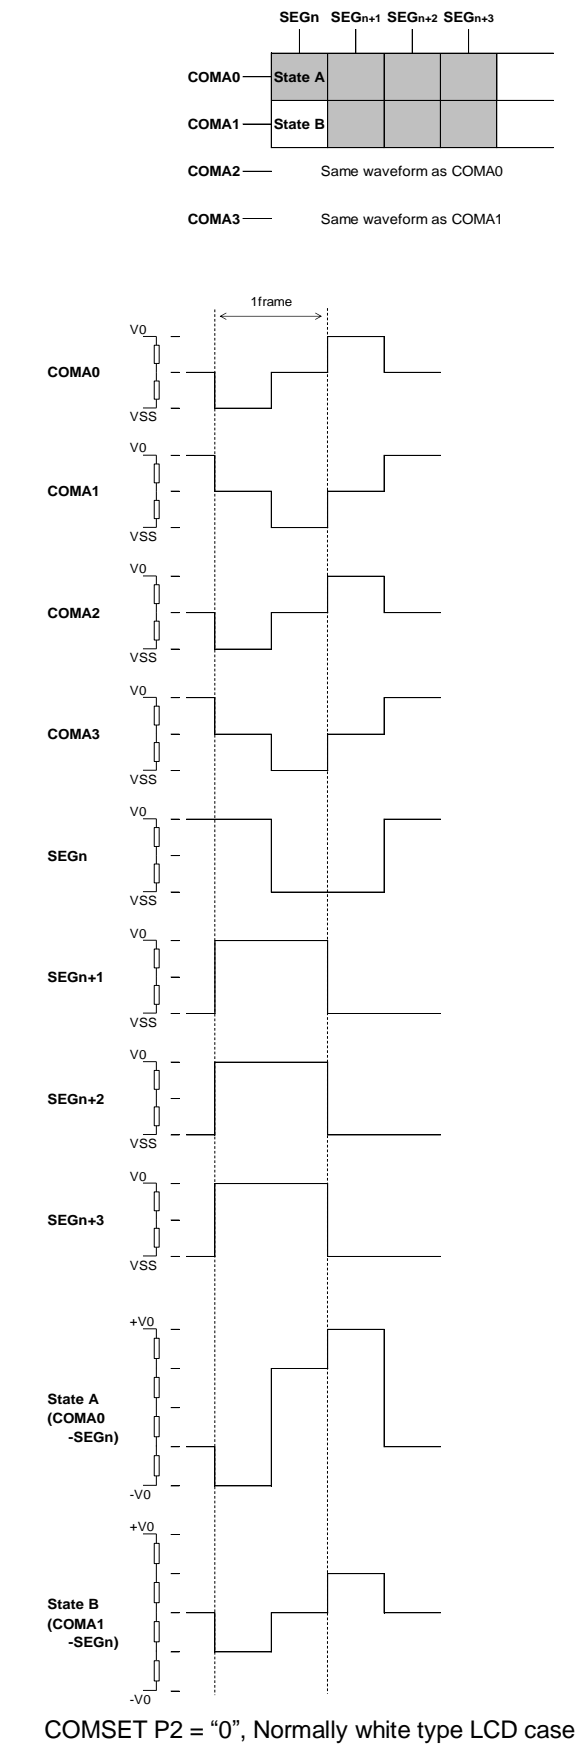 SEGn SEGn+1 SEGn+2 SEGn+3
COMA0 State A
COMA1 State B
COMA2 Same waveform as COMA0
COMA3 Same waveform as COMA1
1frame
V0
COMA0
VSS
V0
COMA1
VSS
V0
COMA2
VSS
V0
COMA3
VSS
V0
SEGn
VSS
V0
SEGn+1
VSS
V0
SEGn+2
VSS
V0
SEGn+3
VSS
+V0
State A
(COMA0
-SEGn)
-V0
+V0
State B
(COMA1
-SEGn)
-V0
COMSET P2 = “0”, Normally white type LCD case